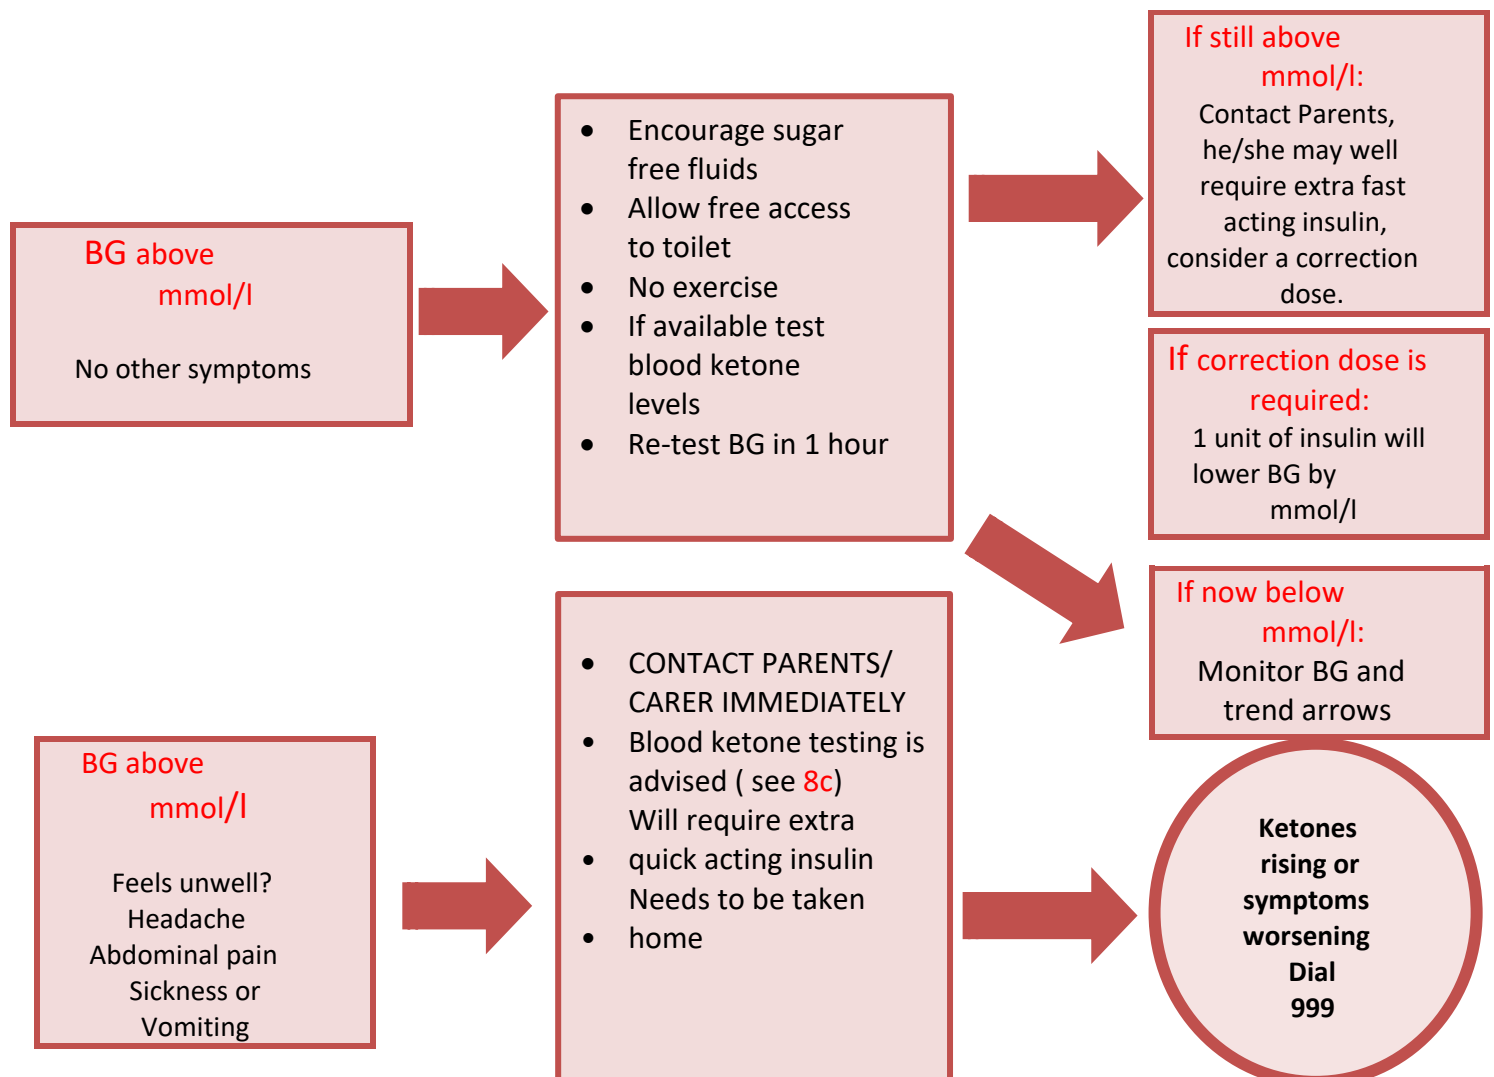 BG above
mmol/l
No other symptoms
• Encourage sugar
free fluids
• Allow free access
to toilet
• No exercise
• If available test
blood ketone
levels
• Re-test BG in 1 hour
If still above
mmol/l:
Contact Parents,
he/she may well
require extra fast
acting insulin,
consider a correction
dose.
If correction dose is
required:
1 unit of insulin will
lower BG by
mmol/l
If now below
mmol/l:
Monitor BG and
trend arrows
BG above
mmol/l
Feels unwell?
Headache
Abdominal pain
Sickness or
Vomiting
• CONTACT PARENTS/
CARER IMMEDIATELY
• Blood ketone testing is
advised ( see 8c)
Will require extra
• quick acting insulin
Needs to be taken
• home
Ketones
rising or
symptoms
worsening
Dial
999